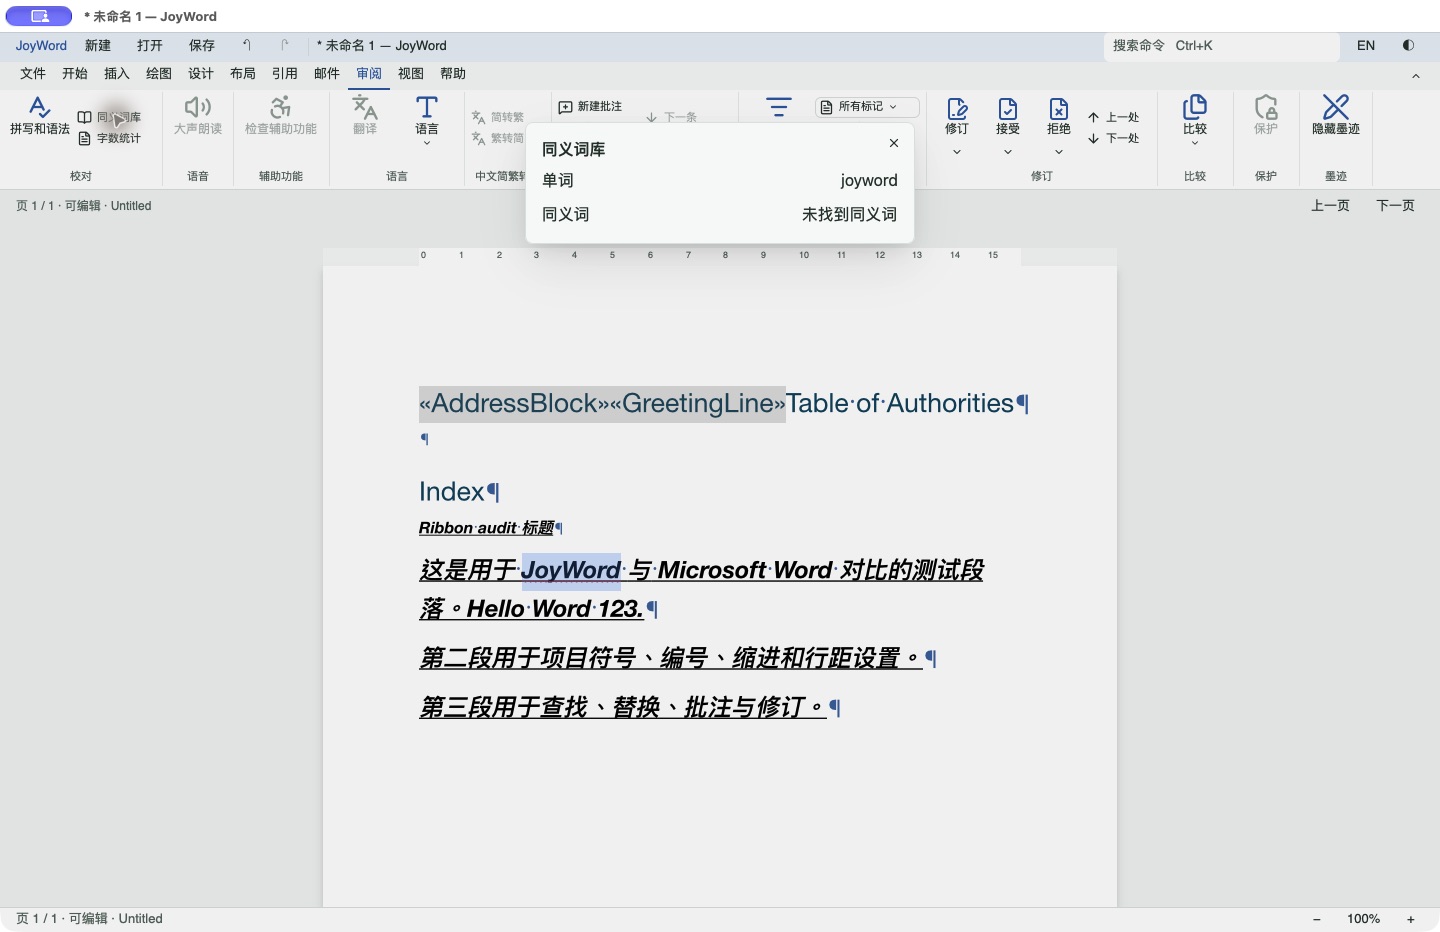 * 未命名 1 — JoyWord
JoyWord 新建 打开 保存 * 未命名 1 — JoyWord 搜索命令 Ctrl+K EN
文件 开始 插入 绘图 设计 布局 引用 邮件 审阅 视图 帮助
拼写和语法 同义词库 字数统计 校对
大声朗读 语音
检查辅助功能 辅助功能
翻译 语言 语言
简转繁 繁转简 中文简繁转
新建批注 下一条
所有标记
修订 接受 拒绝 上一处 下一处 修订
比较 比较
保护 保护
隐藏墨迹 墨迹
同义词库
单词 joyword
同义词 未找到同义词
页 1 / 1 · 可编辑 · Untitled 上一页 下一页
0 1 2 3 4 5 6 7 8 9 10 11 12 13 14 15
«AddressBlock»«GreetingLine»Table·of·Authorities¶
¶
Index¶
Ribbon·audit·标题¶
这是用于·JoyWord·与·Microsoft·Word·对比的测试段
落。Hello·Word·123.¶
第二段用于项目符号、编号、缩进和行距设置。¶
第三段用于查找、替换、批注与修订。¶
页 1 / 1 · 可编辑 · Untitled − 100% +